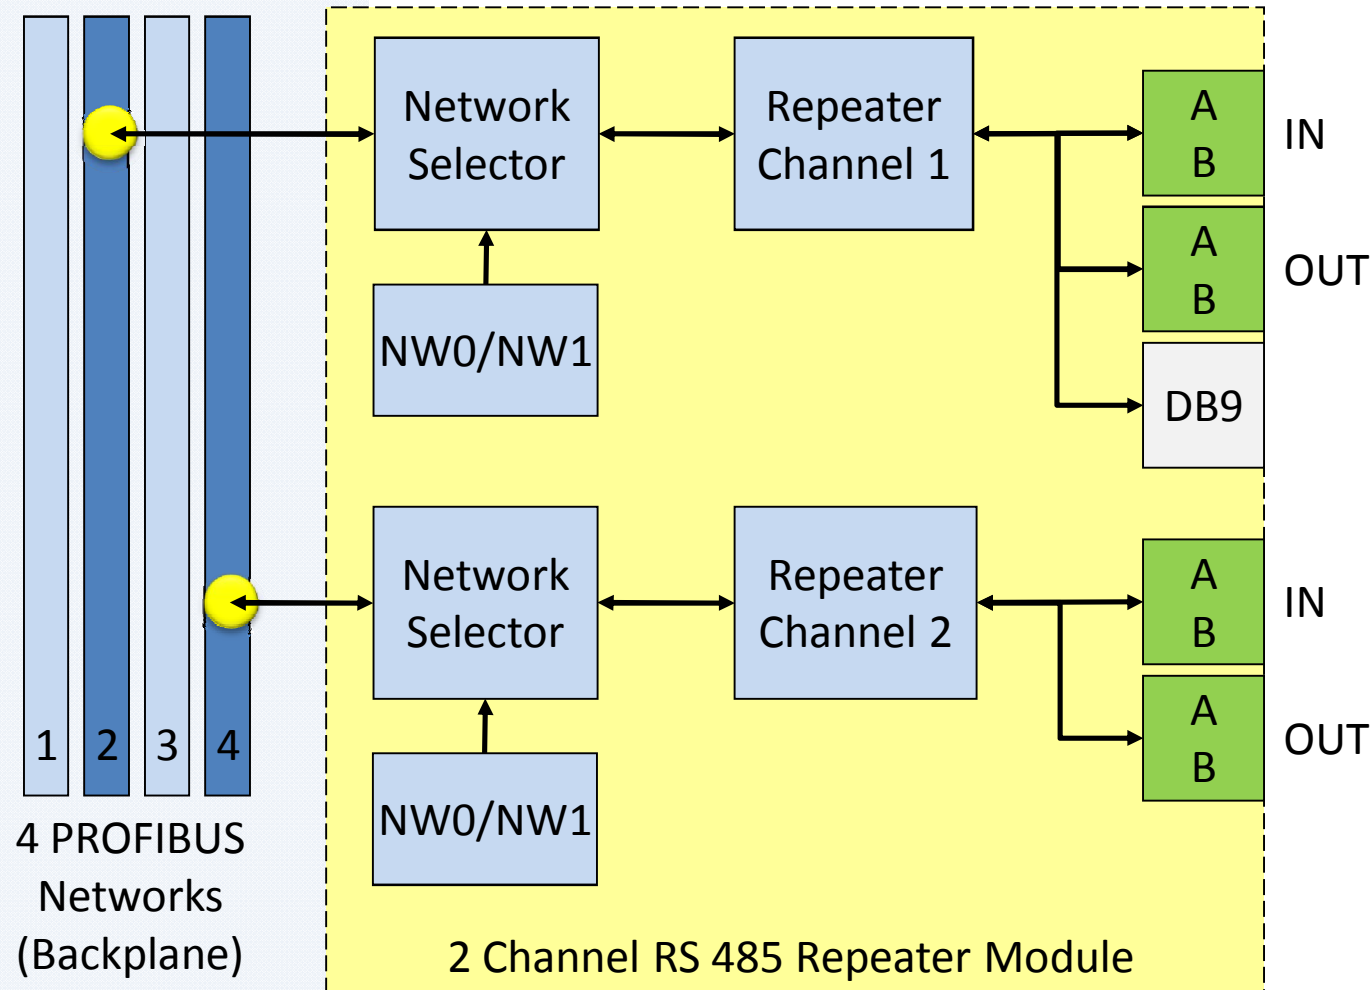 Network
Selector
Repeater
Channel 1
A
B
IN
A
B
OUT
NW0/NW1
DB9
Network
Selector
Repeater
Channel 2
A
B
IN
A
B
OUT
NW0/NW1
1 2 3 4
4 PROFIBUS
Networks
(Backplane)
2 Channel RS 485 Repeater Module